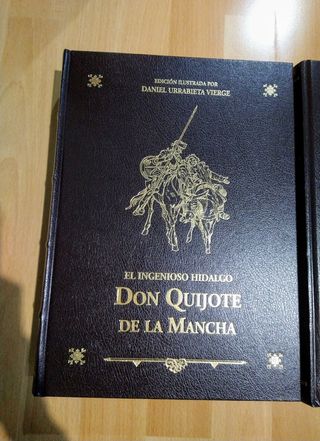 EDICIÓN ILUSTRADA POR
DANIEL URRABIETA VIERGE
EL INGENIOSO HIDALGO
DON QUIJOTE
DE LA MANCHA